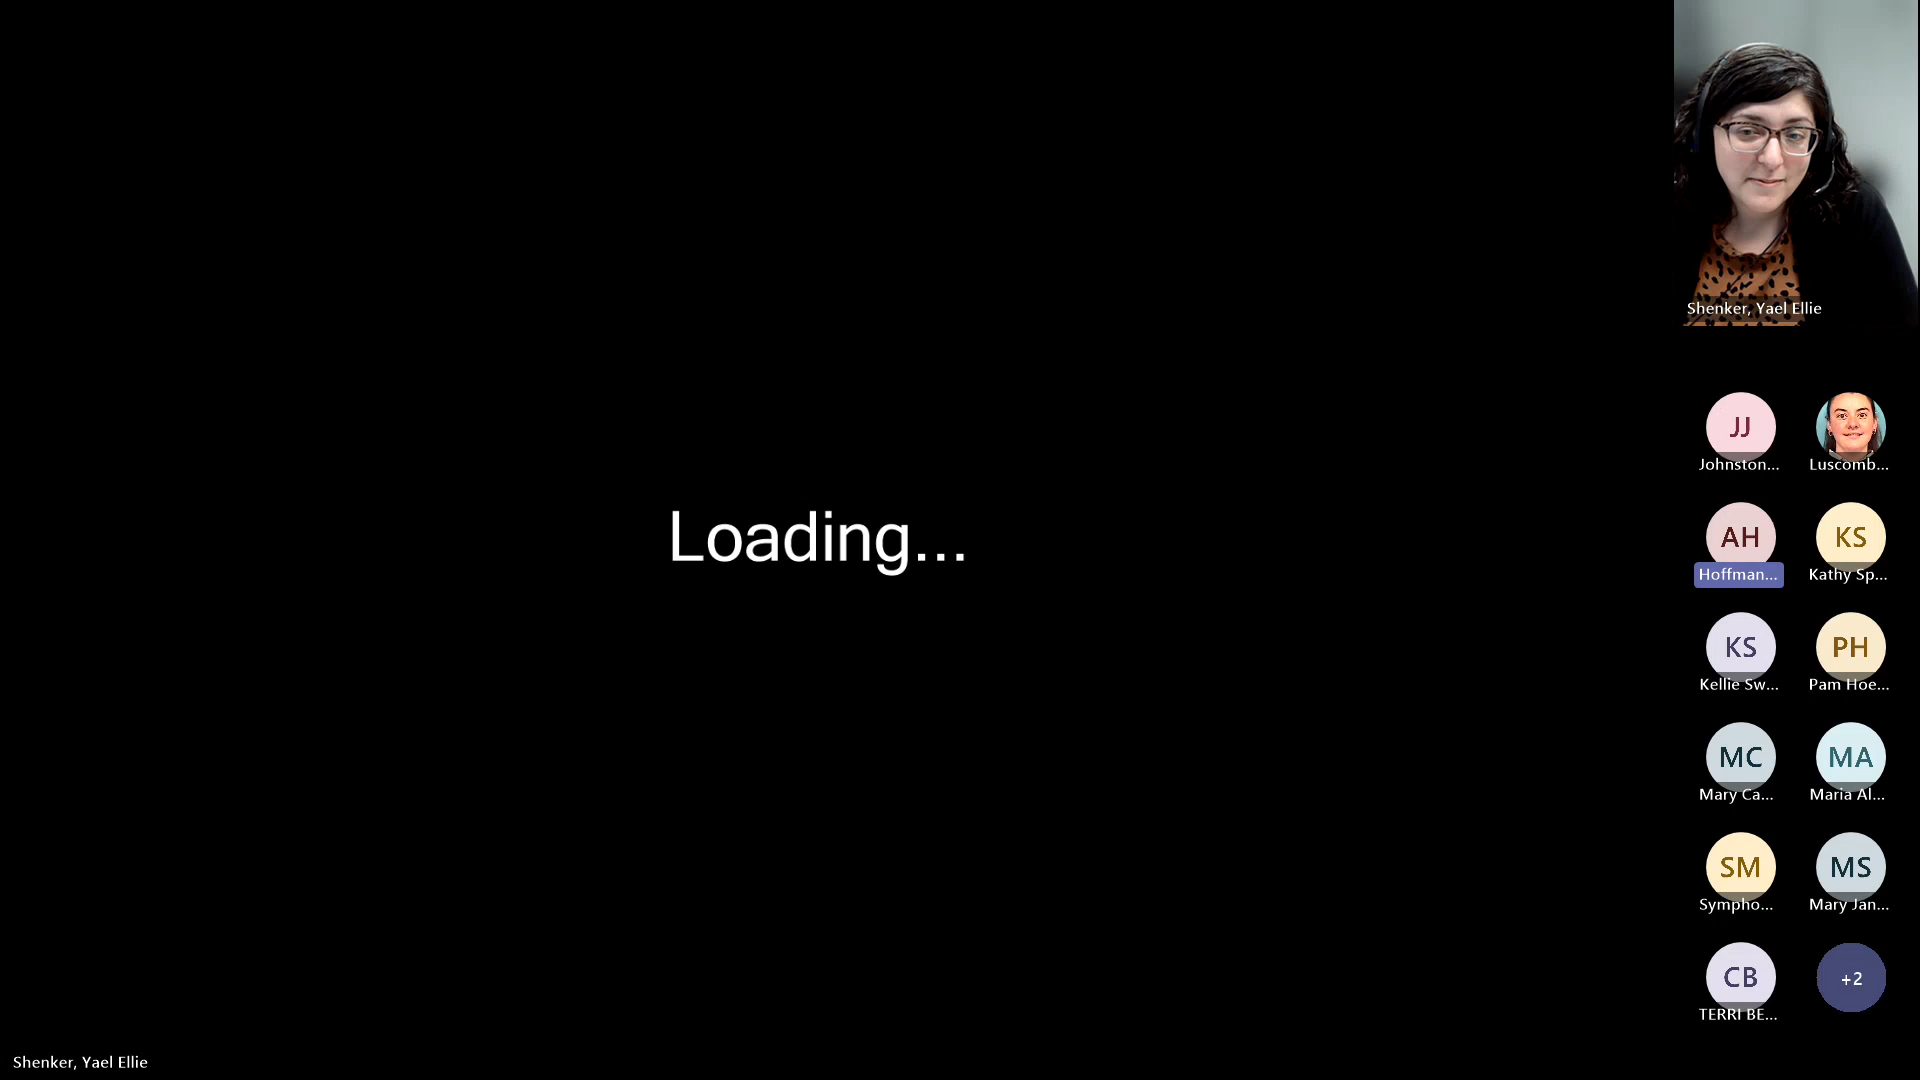 Loading...
Shenker, Yael Ellie
JJ
Johnston...
Luscomb...
AH
Hoffman...
KS
Kathy Sp...
KS
Kellie Sw...
PH
Pam Hoe...
MC
Mary Ca...
MA
Maria Al...
SM
Sympho...
MS
Mary Jan...
CB
TERRI BE...
+2
Shenker, Yael Ellie